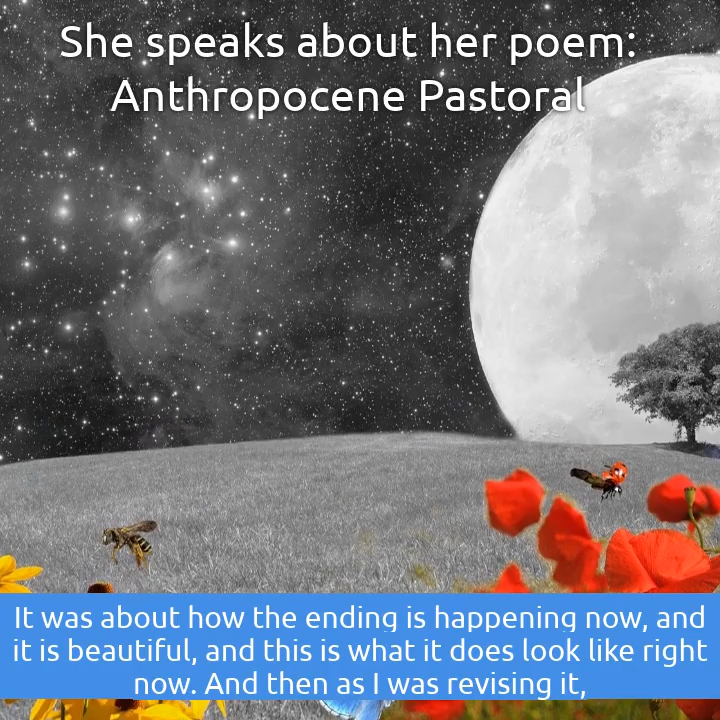 She speaks about her poem:
Anthropocene Pastoral
It was about how the ending is happening now, and
it is beautiful, and this is what it does look like right
now. And then as I was revising it,